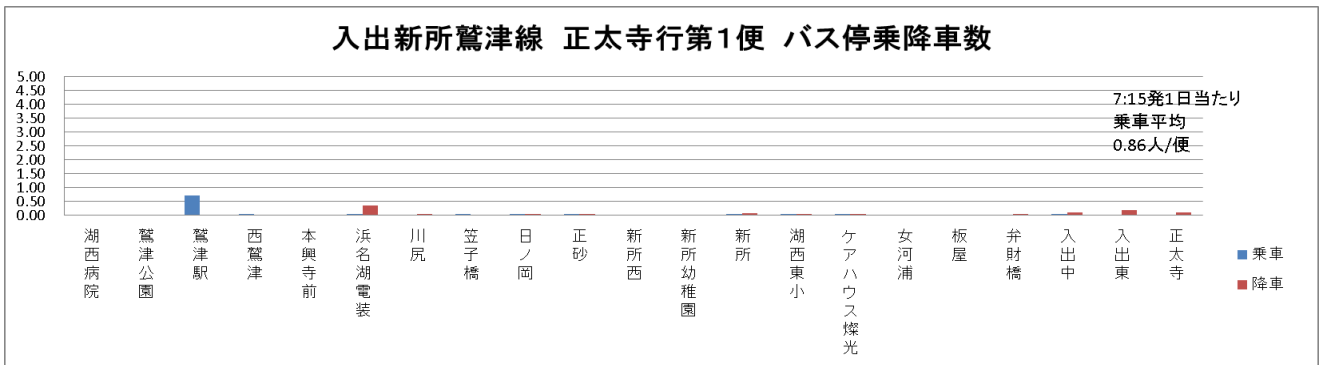 入出新所鷲津線 正太寺行第1便 バス停乗降車数
5.00
4.50
4.00
3.50
3.00
2.50
2.00
1.50
1.00
0.50
0.00
7:15発1日当たり
乗車平均
0.86人/便
湖西病院
鷲津公園
鷲津駅
西鷲津
本興寺前
浜名湖電装
川尻
笠子橋
日ノ岡
正砂
新所西
新所幼稚園
新所
湖西東小
ケアハウス燦光
女河浦
板屋
弁財橋
入出中
入出東
正太寺
乗車
降車